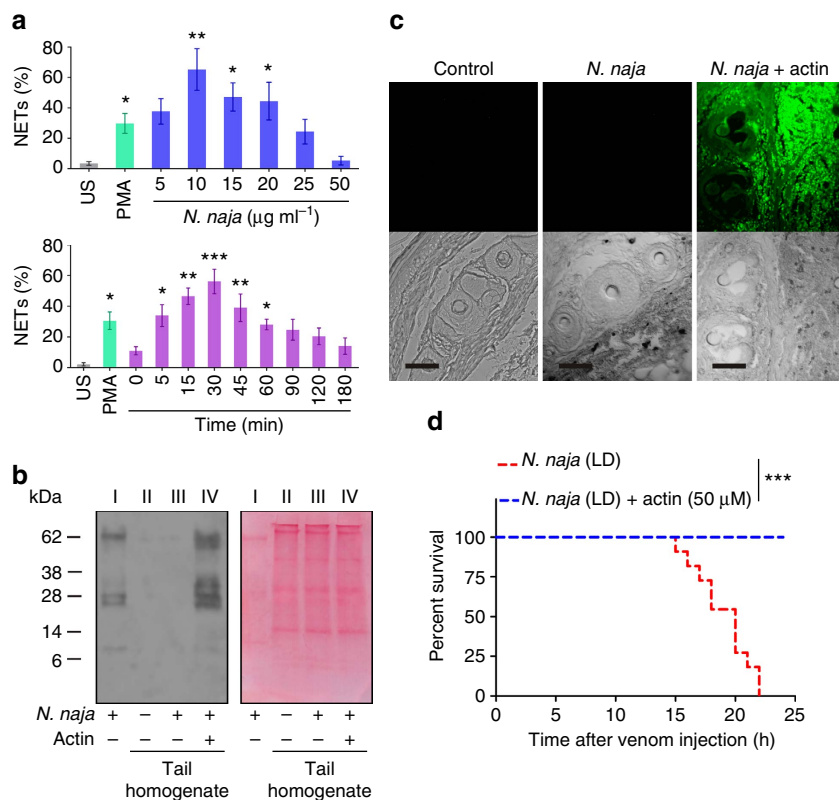 a
NETs (%)
80
60
40
20
0
*
**
*
*
US
PMA
5
10
15
20
25
50
N. naja (μg ml⁻¹)
NETs (%)
80
60
40
20
0
*
*
**
***
**
*
US
PMA
0
5
15
30
45
60
90
120
180
Time (min)
b
kDa
I II III IV
I II III IV
62
38
28
14
6
N. naja + – + + + – + +
Actin – – – + – – – +
Tail
homogenate
Tail
homogenate
c
Control
N. naja
N. naja + actin
d
N. naja (LD)
N. naja (LD) + actin (50 μM)
***
Percent survival
100
75
50
25
0
0 5 10 15 20 25
Time after venom injection (h)